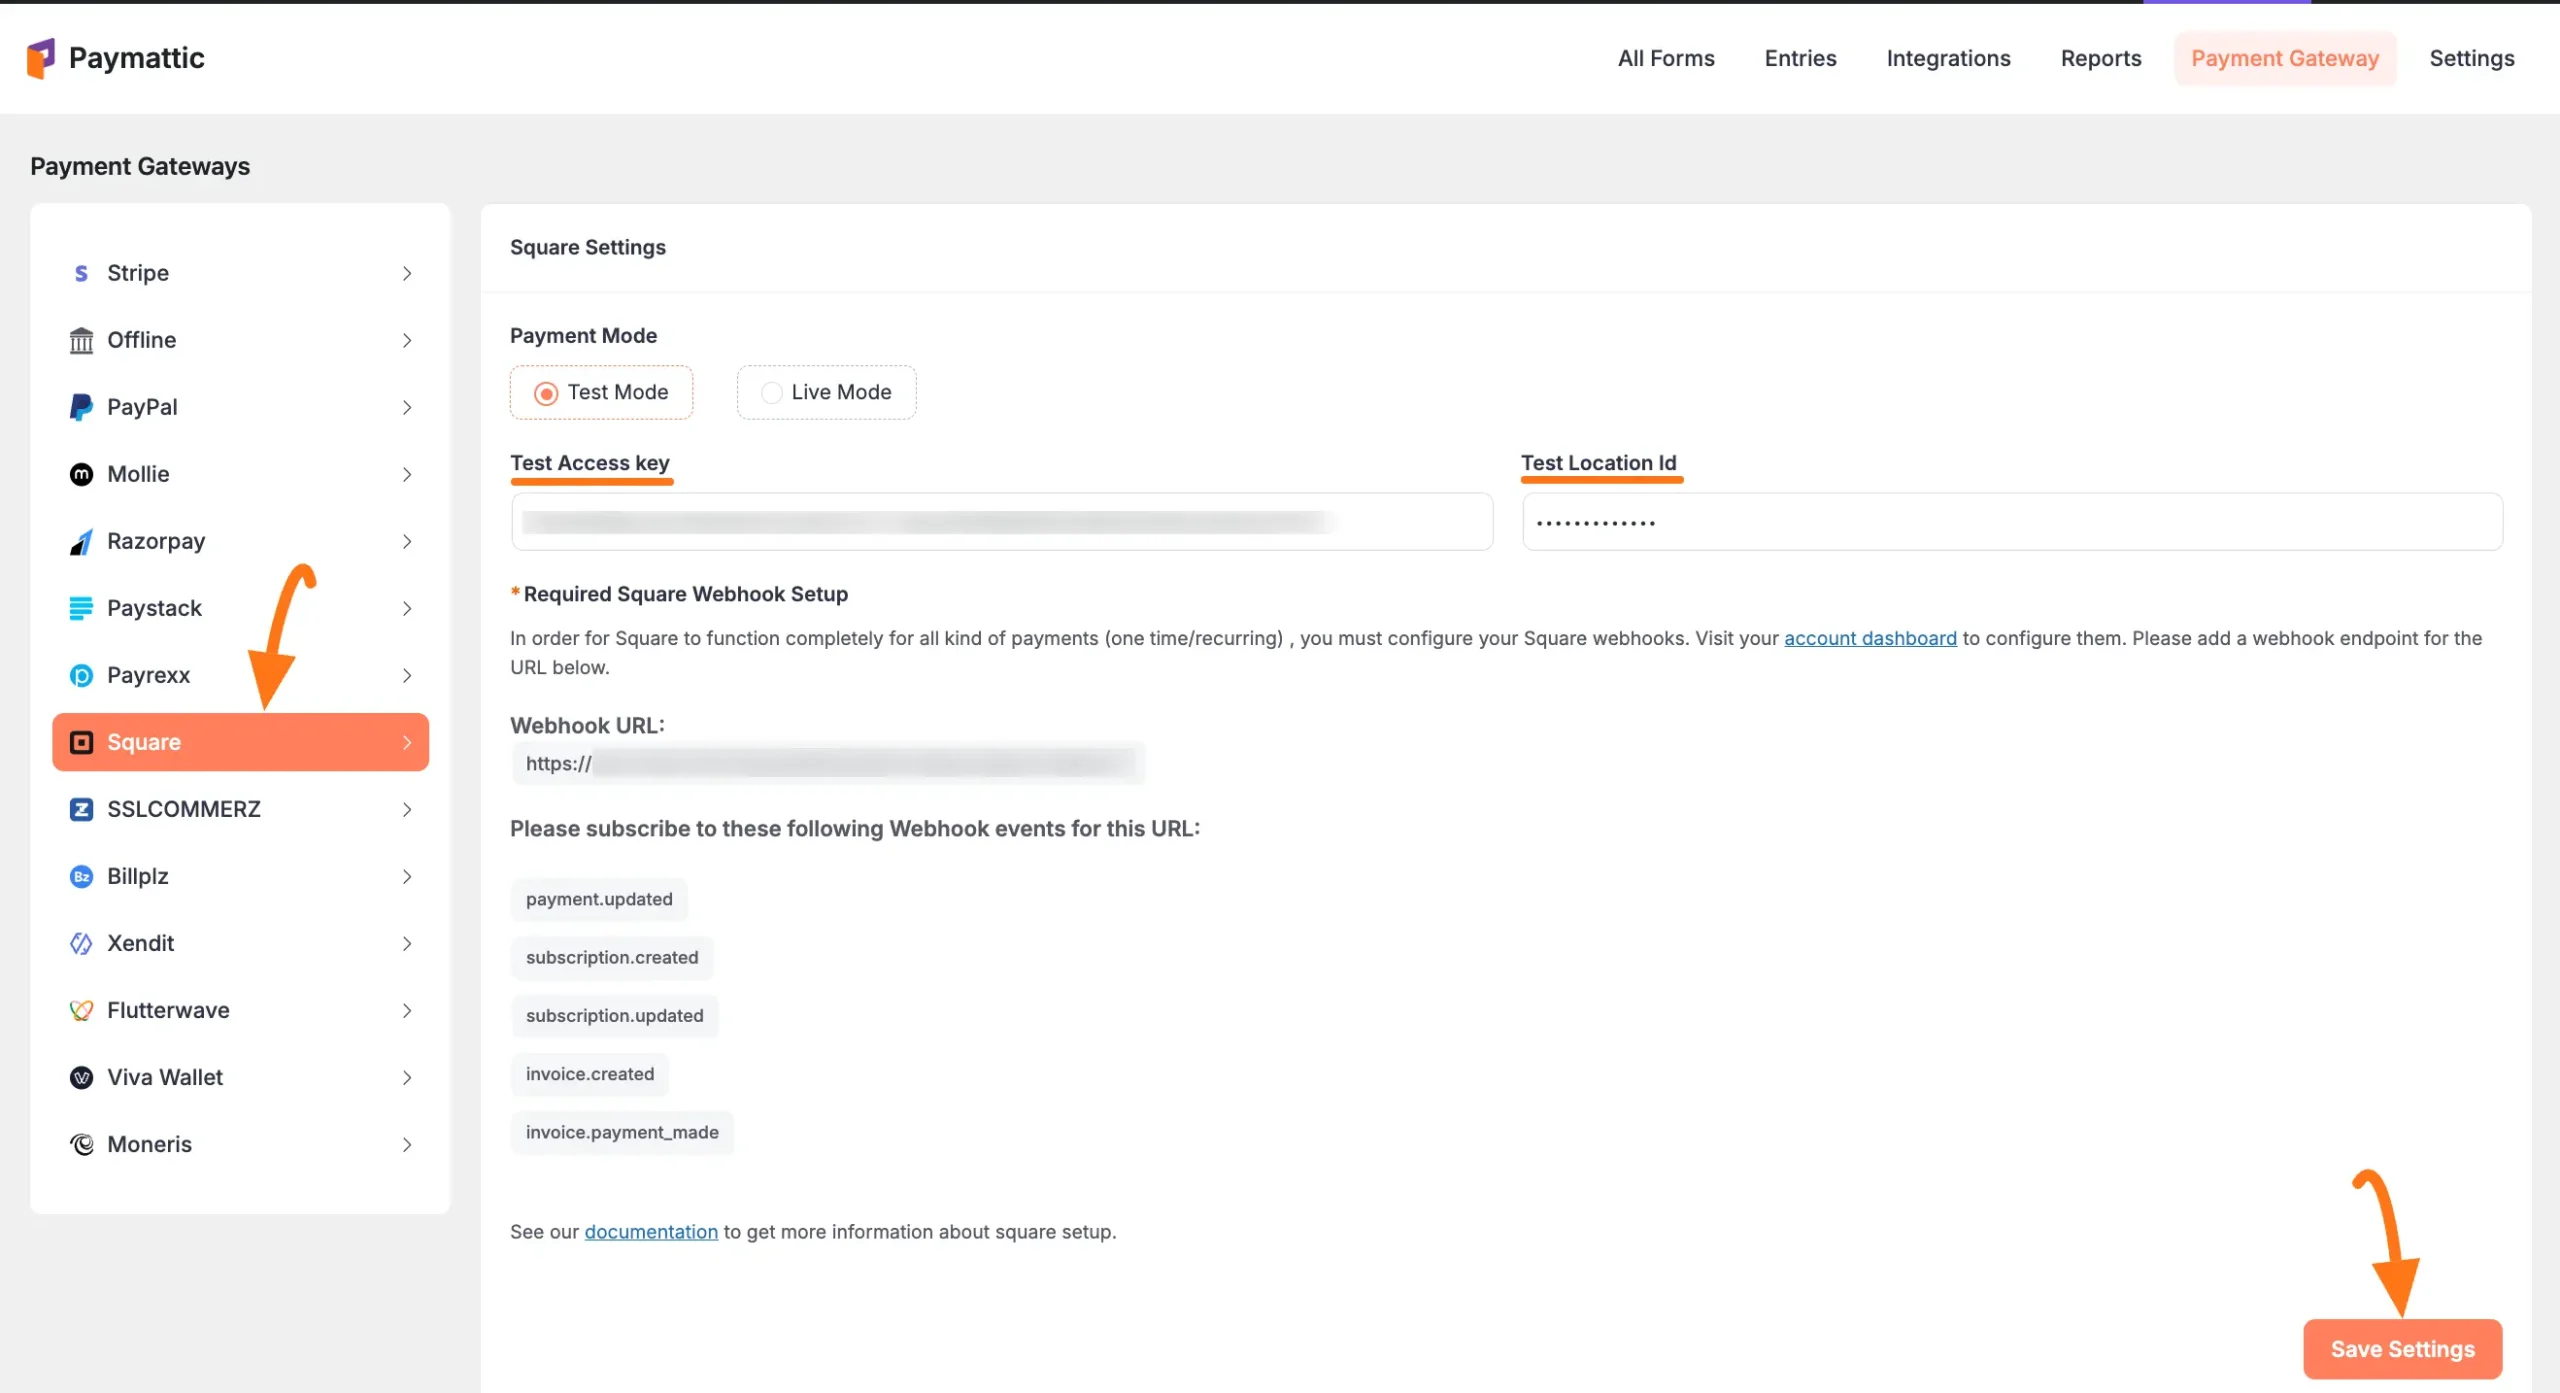 Paymattic
All Forms
Entries
Integrations
Reports
Payment Gateway
Settings
Payment Gateways
Stripe
Offline
PayPal
Mollie
Razorpay
Paystack
Payrexx
Square
SSLCOMMERZ
Billplz
Xendit
Flutterwave
Viva Wallet
Moneris
Square Settings
Payment Mode
Test Mode
Live Mode
Test Access key
Test Location Id
•••••••••••••
*Required Square Webhook Setup
In order for Square to function completely for all kind of payments (one time/recurring) , you must configure your Square webhooks. Visit your account dashboard to configure them. Please add a webhook endpoint for the
URL below.
Webhook URL:
https://
Please subscribe to these following Webhook events for this URL:
payment.updated
subscription.created
subscription.updated
invoice.created
invoice.payment_made
See our documentation to get more information about square setup.
Save Settings